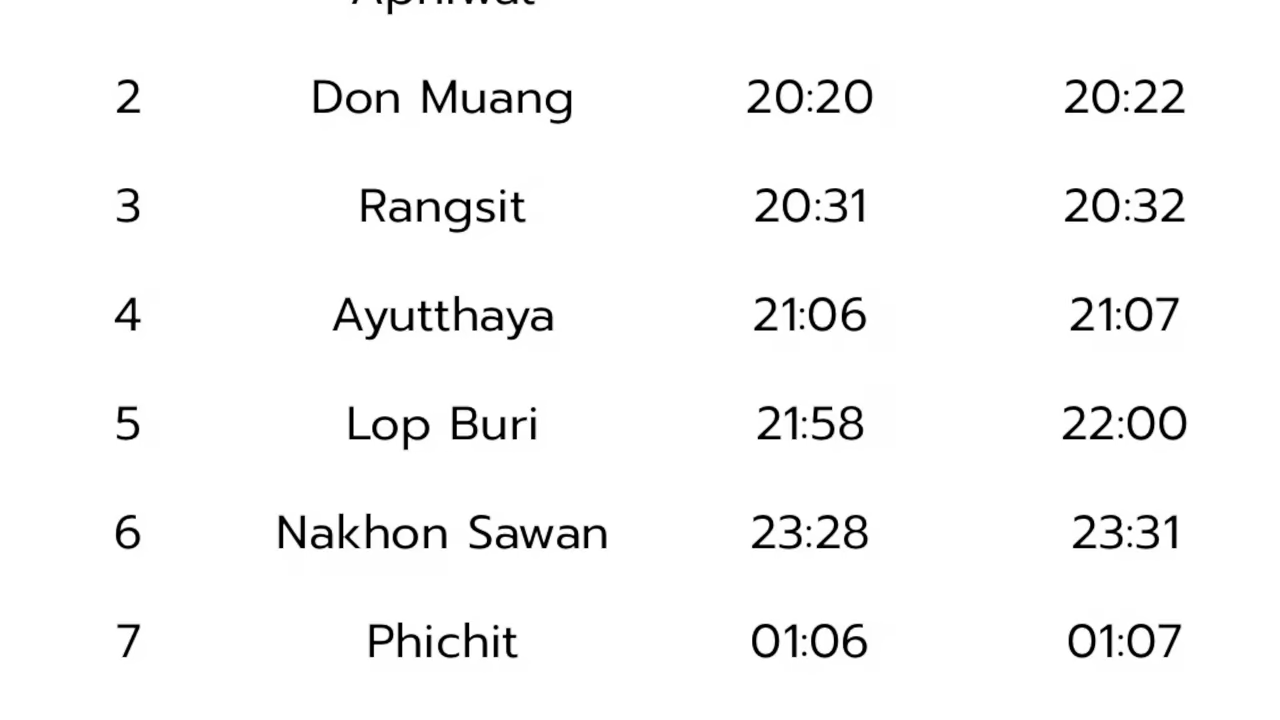 Aphiwat
2 Don Muang 20:20 20:22
3 Rangsit 20:31 20:32
4 Ayutthaya 21:06 21:07
5 Lop Buri 21:58 22:00
6 Nakhon Sawan 23:28 23:31
7 Phichit 01:06 01:07